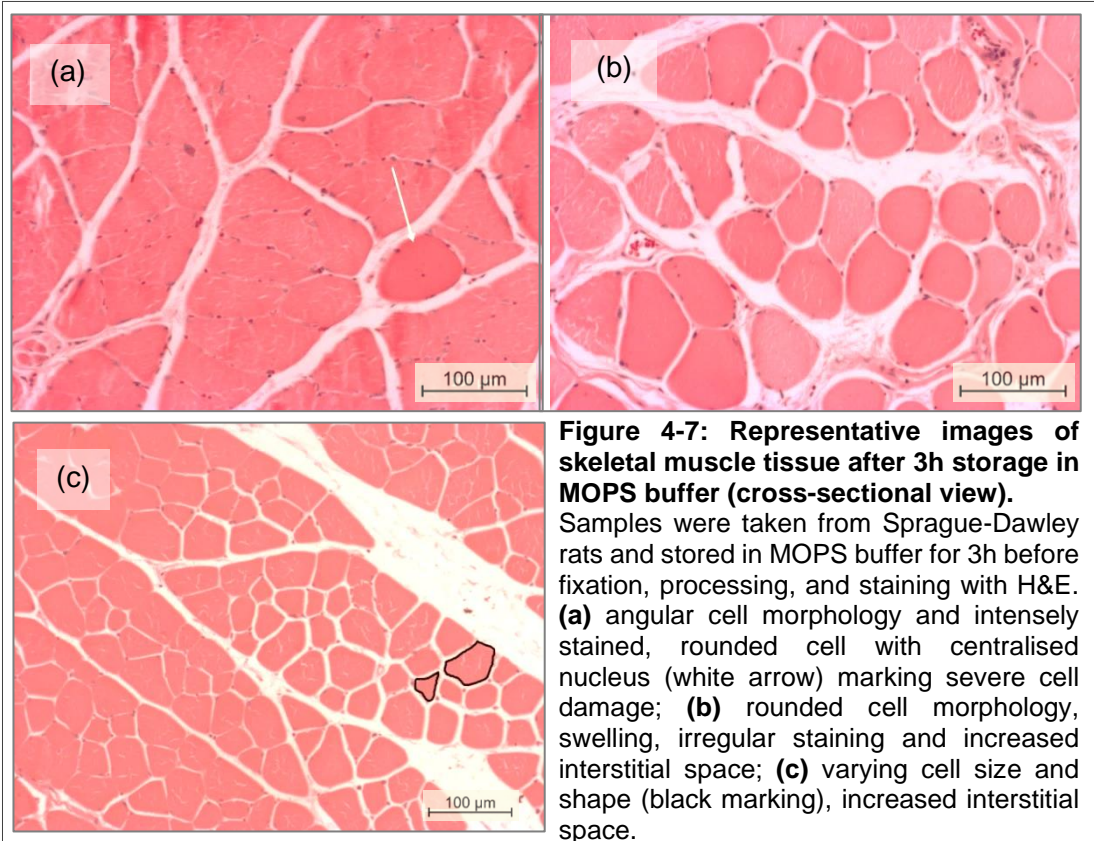 (a)
(b)
100 µm
100 µm
(c)
100 µm
Figure 4-7: Representative images of
skeletal muscle tissue after 3h storage in
MOPS buffer (cross-sectional view).
Samples were taken from Sprague-Dawley
rats and stored in MOPS buffer for 3h before
fixation, processing, and staining with H&E.
(a) angular cell morphology and intensely
stained, rounded cell with centralised
nucleus (white arrow) marking severe cell
damage; (b) rounded cell morphology,
swelling, irregular staining and increased
interstitial space; (c) varying cell size and
shape (black marking), increased interstitial
space.